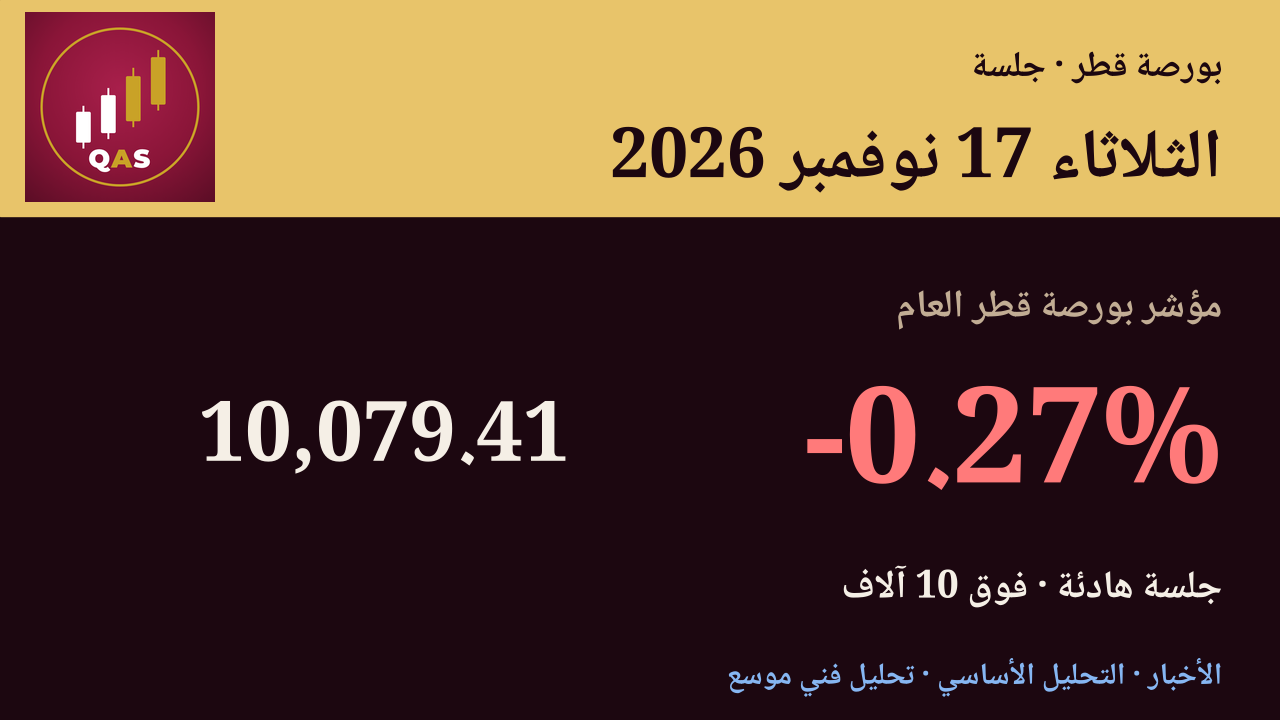 QAS
بورصة قطر · جلسة
الثلاثاء 17 نوفمبر 2026
مؤشر بورصة قطر العام
-0.27%
10,079.41
جلسة هادئة · فوق 10 آلاف
الأخبار · التحليل الأساسي · تحليل فني موسع